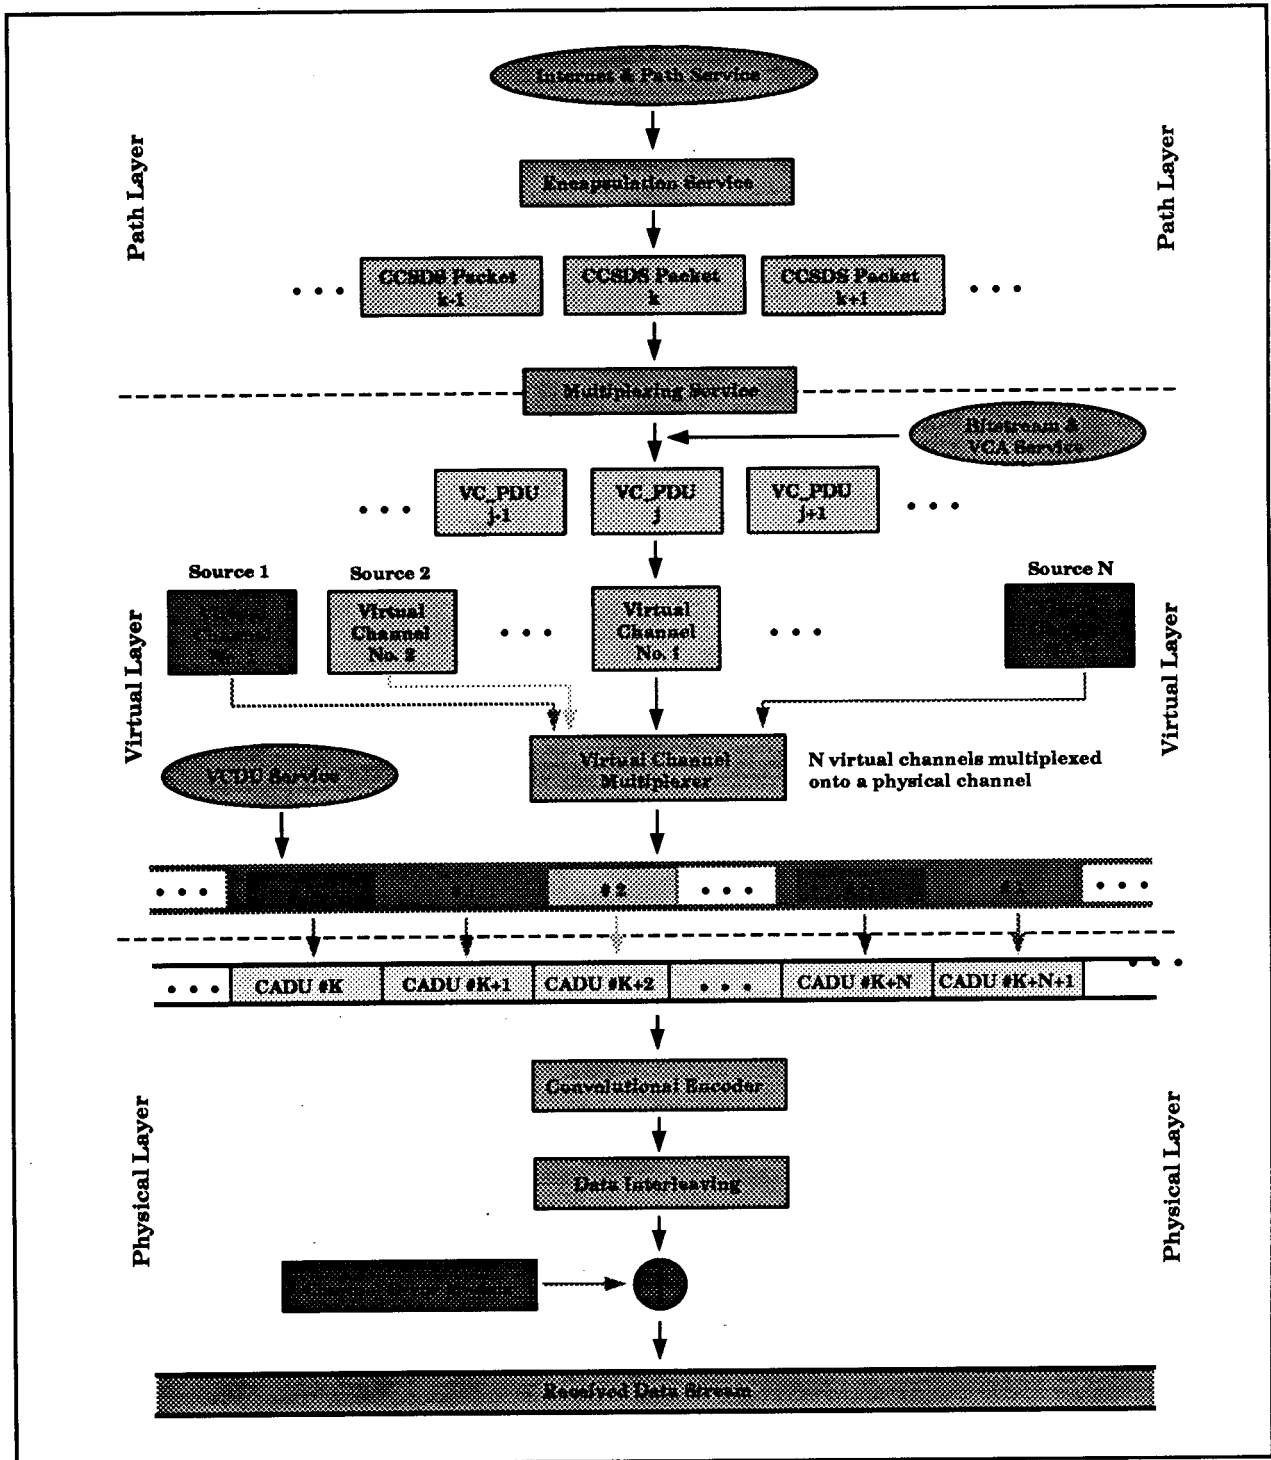 Internet & Path Service
Path Layer
Path Layer
Encapsulation Service
CCSDS Packet
k-1
CCSDS Packet
k
CCSDS Packet
k+1
Multiplexing Service
Bitstream &
VCA Service
VC_PDU
j-1
VC_PDU
j
VC_PDU
j+1
Source 1
Source 2
Source N
Virtual
Channel
No. 2
Virtual
Channel
No. 1
Virtual Layer
Virtual Layer
VCDU Service
Virtual Channel
Multiplexer
N virtual channels multiplexed
onto a physical channel
# 2
CADU #K
CADU #K+1
CADU #K+2
CADU #K+N
CADU #K+N+1
Convolutional Encoder
Data Interleaving
Physical Layer
Physical Layer
Received Data Stream